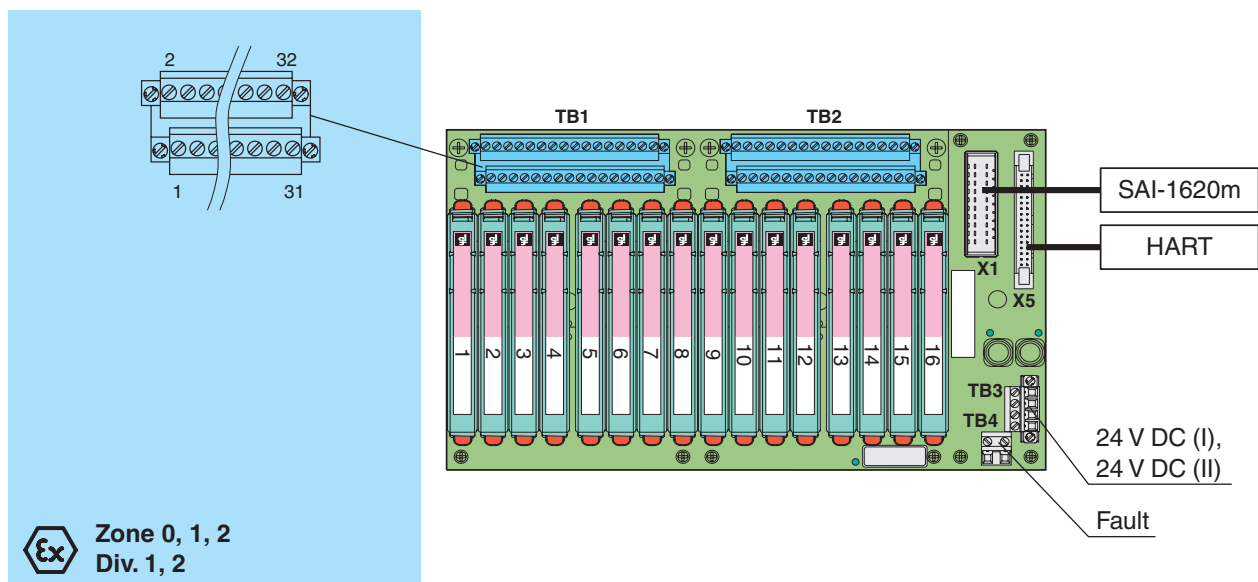 2 32
1 31
TB1 TB2
SAI-1620m
HART
X1
X5
1 2 3 4 5 6 7 8 9 10 11 12 13 14 15 16
TB3
TB4
24 V DC (I),
24 V DC (II)
Fault
Ex
Zone 0, 1, 2
Div. 1, 2